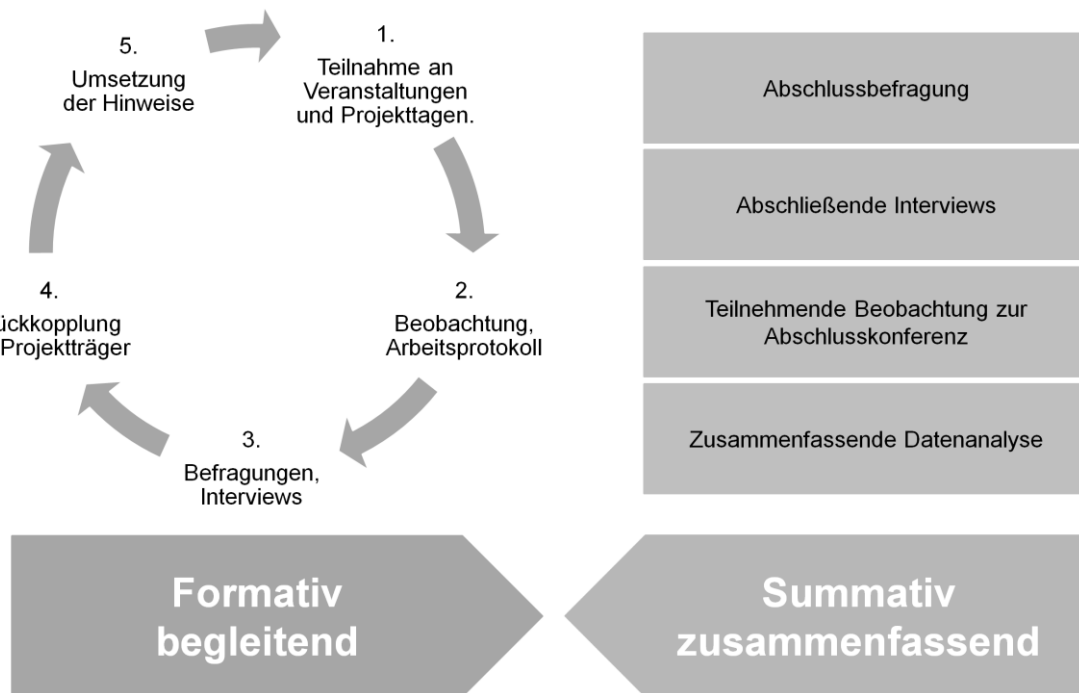 1.
Teilnahme an
Veranstaltungen
und Projekttagen.
2.
Beobachtung,
Arbeitsprotokoll
3.
Befragungen,
Interviews
4.
ückkopplung
Projektträger
5.
Umsetzung
der Hinweise
Formativ
begleitend
Abschlussbefragung
Abschließende Interviews
Teilnehmende Beobachtung zur
Abschlusskonferenz
Zusammenfassende Datenanalyse
Summativ
zusammenfassend